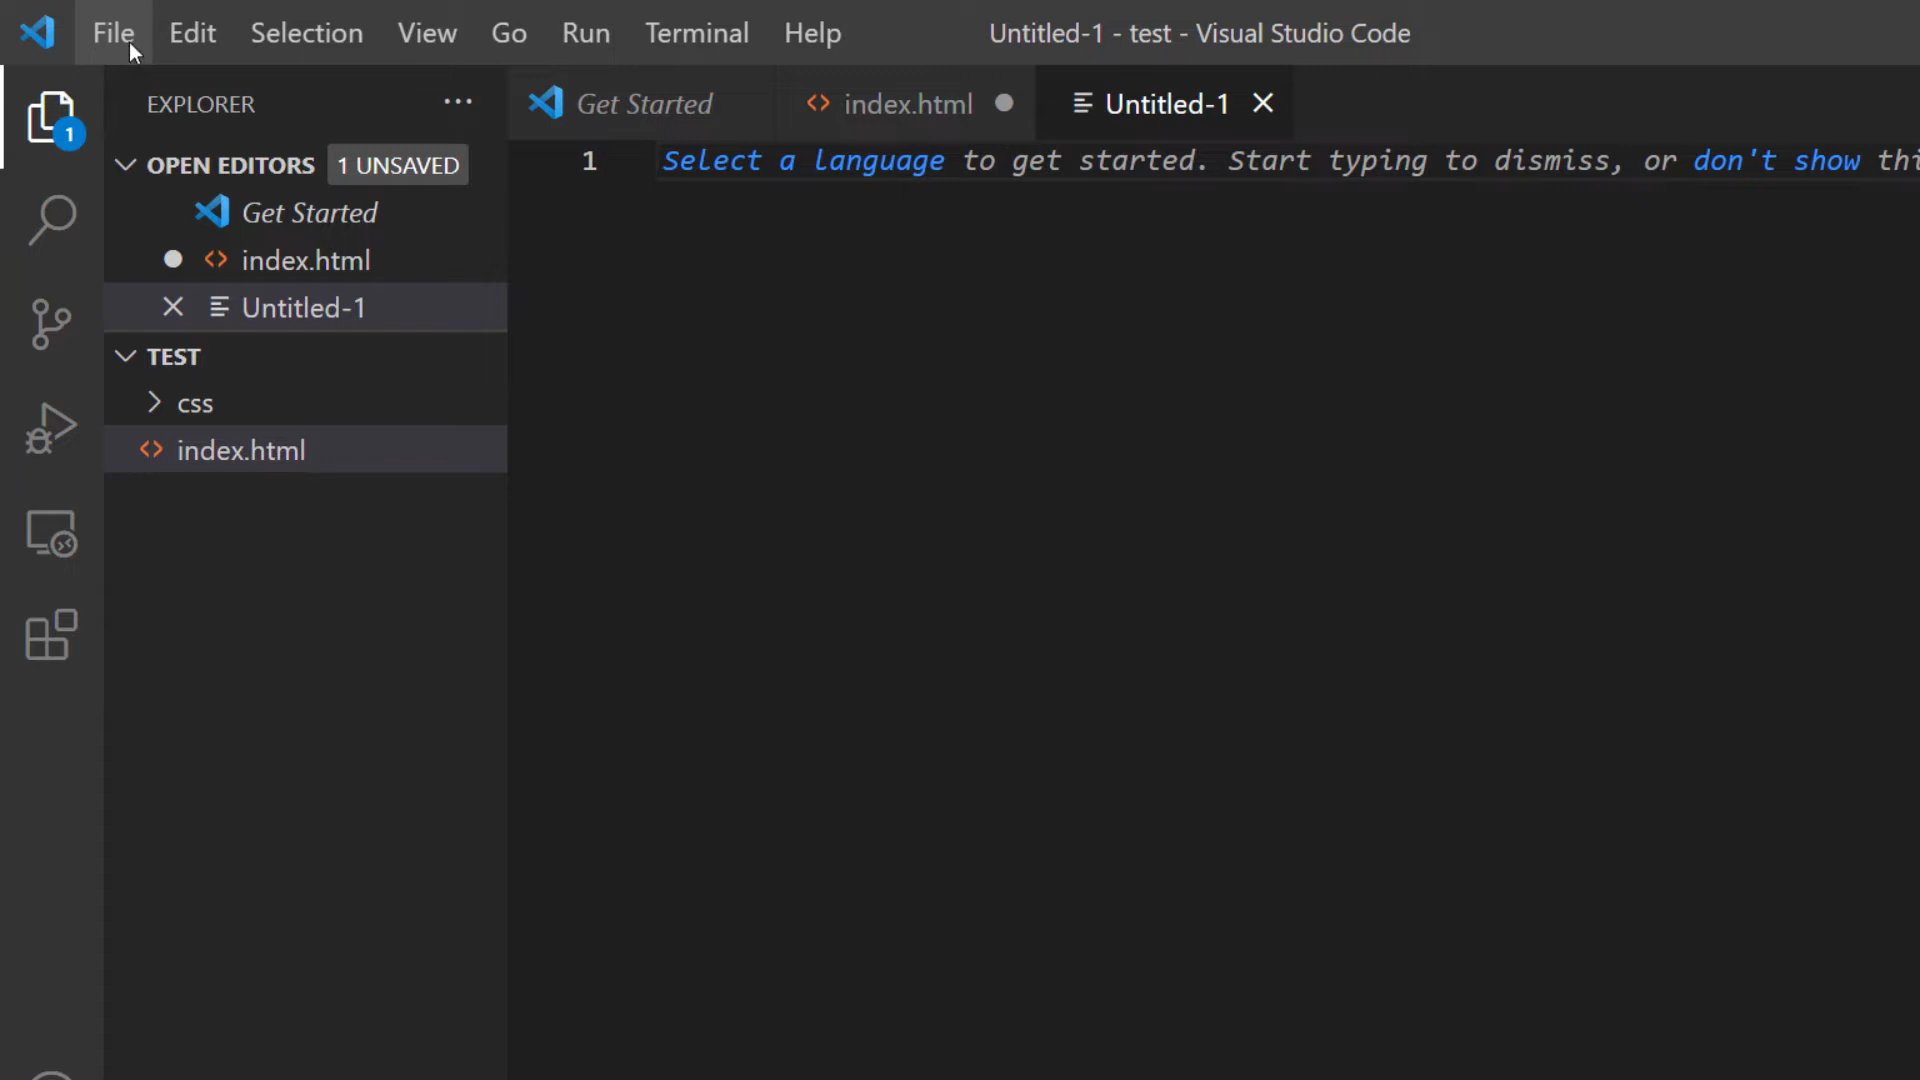 File Edit Selection View Go Run Terminal Help Untitled-1 - test - Visual Studio Code
EXPLORER ···
Get Started index.html Untitled-1
1
OPEN EDITORS 1 UNSAVED
Get Started
index.html
Untitled-1
TEST
css
index.html
1 Select a language to get started. Start typing to dismiss, or don't show thi